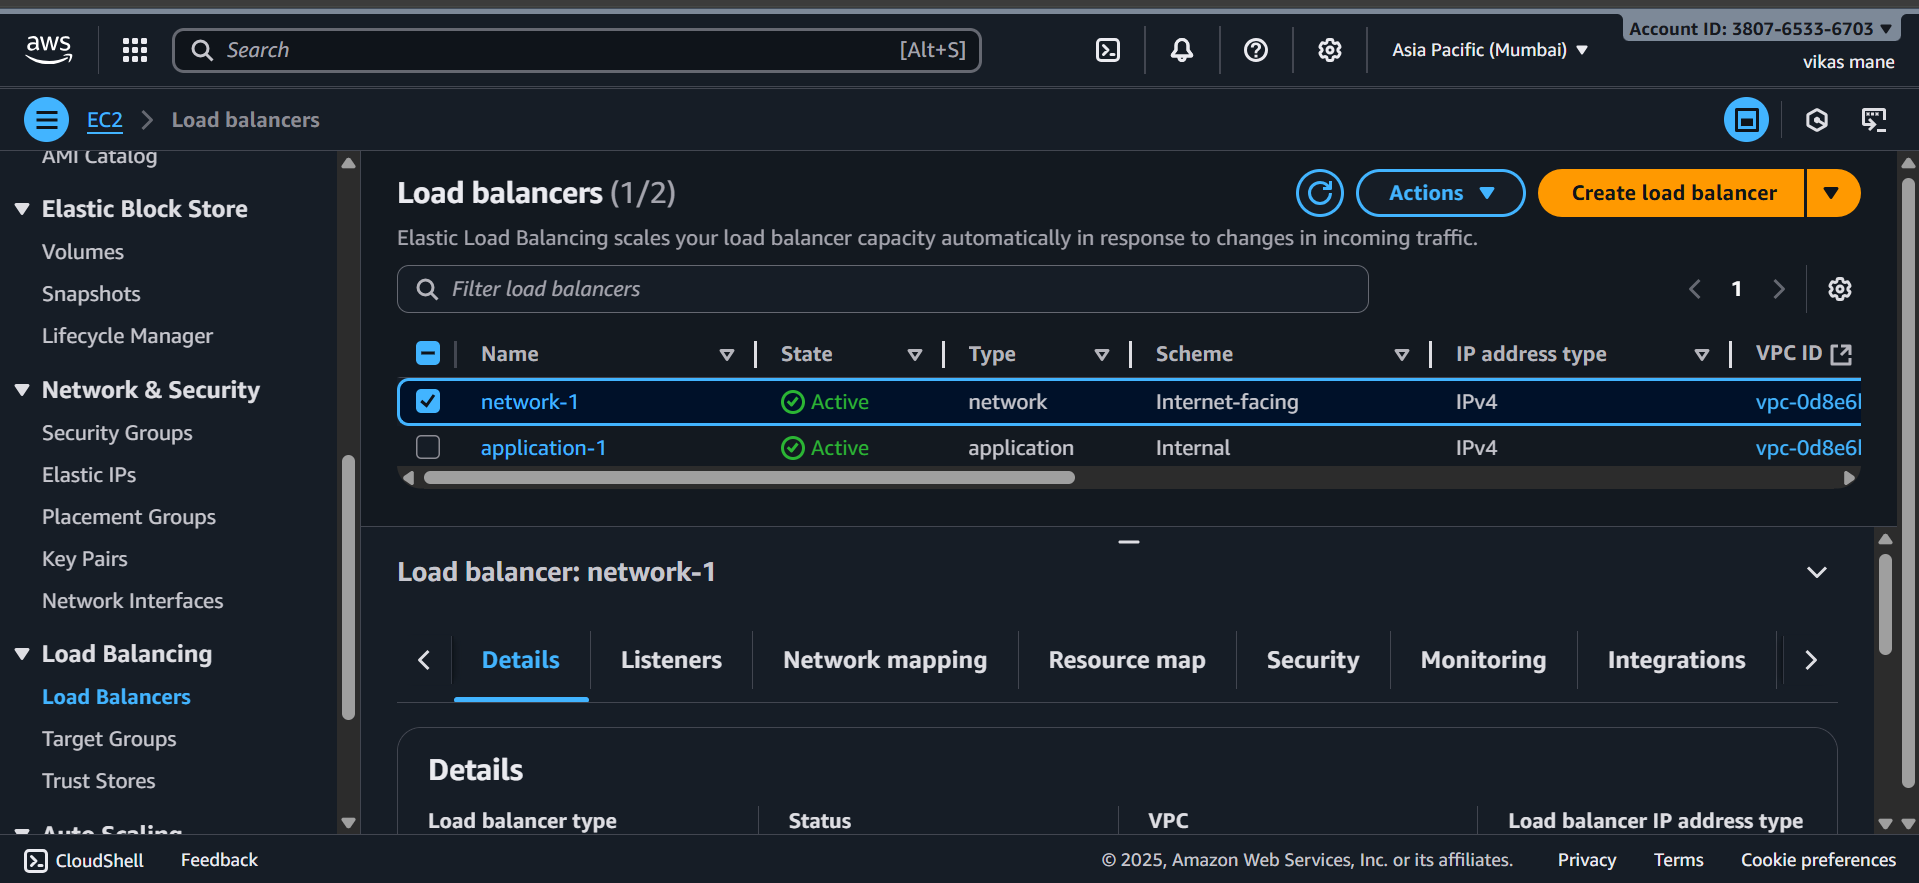 aws
Search [Alt+S]
Asia Pacific (Mumbai)
Account ID: 3807-6533-6703
vikas mane
EC2 Load balancers
AMI Catalog
Elastic Block Store
Volumes
Snapshots
Lifecycle Manager
Network & Security
Security Groups
Elastic IPs
Placement Groups
Key Pairs
Network Interfaces
Load Balancing
Load Balancers
Target Groups
Trust Stores
Auto Scaling
Load balancers (1/2)
Actions
Create load balancer
Elastic Load Balancing scales your load balancer capacity automatically in response to changes in incoming traffic.
Filter load balancers
1
Name State Type Scheme IP address type VPC ID
network-1 Active network Internet-facing IPv4 vpc-0d8e6
application-1 Active application Internal IPv4 vpc-0d8e6
Load balancer: network-1
Details Listeners Network mapping Resource map Security Monitoring Integrations
Details
Load balancer type Status VPC Load balancer IP address type
CloudShell Feedback © 2025, Amazon Web Services, Inc. or its affiliates. Privacy Terms Cookie preferences